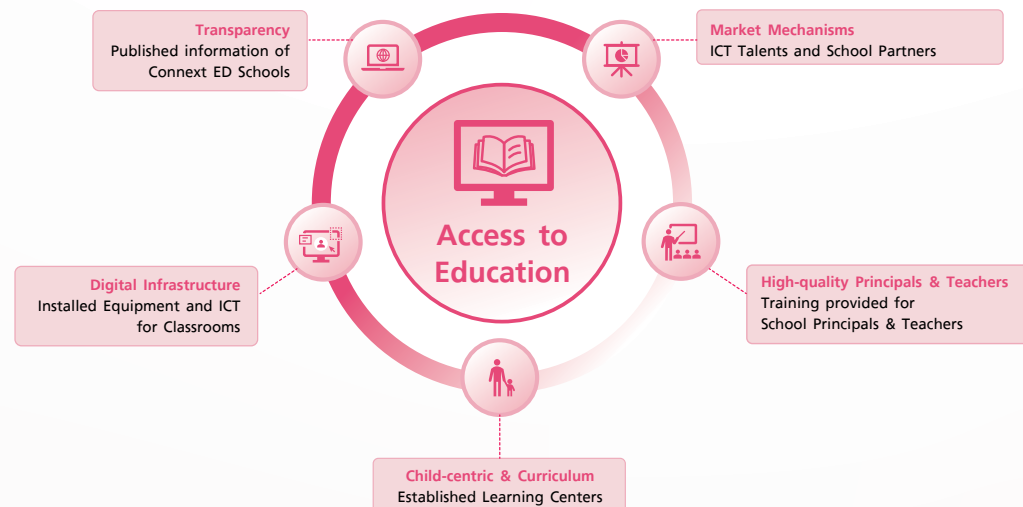 Transparency
Published information of
Connext ED Schools
Market Mechanisms
ICT Talents and School Partners
Access to
Education
Digital Infrastructure
Installed Equipment and ICT
for Classrooms
High-quality Principals & Teachers
Training provided for
School Principals & Teachers
Child-centric & Curriculum
Established Learning Centers